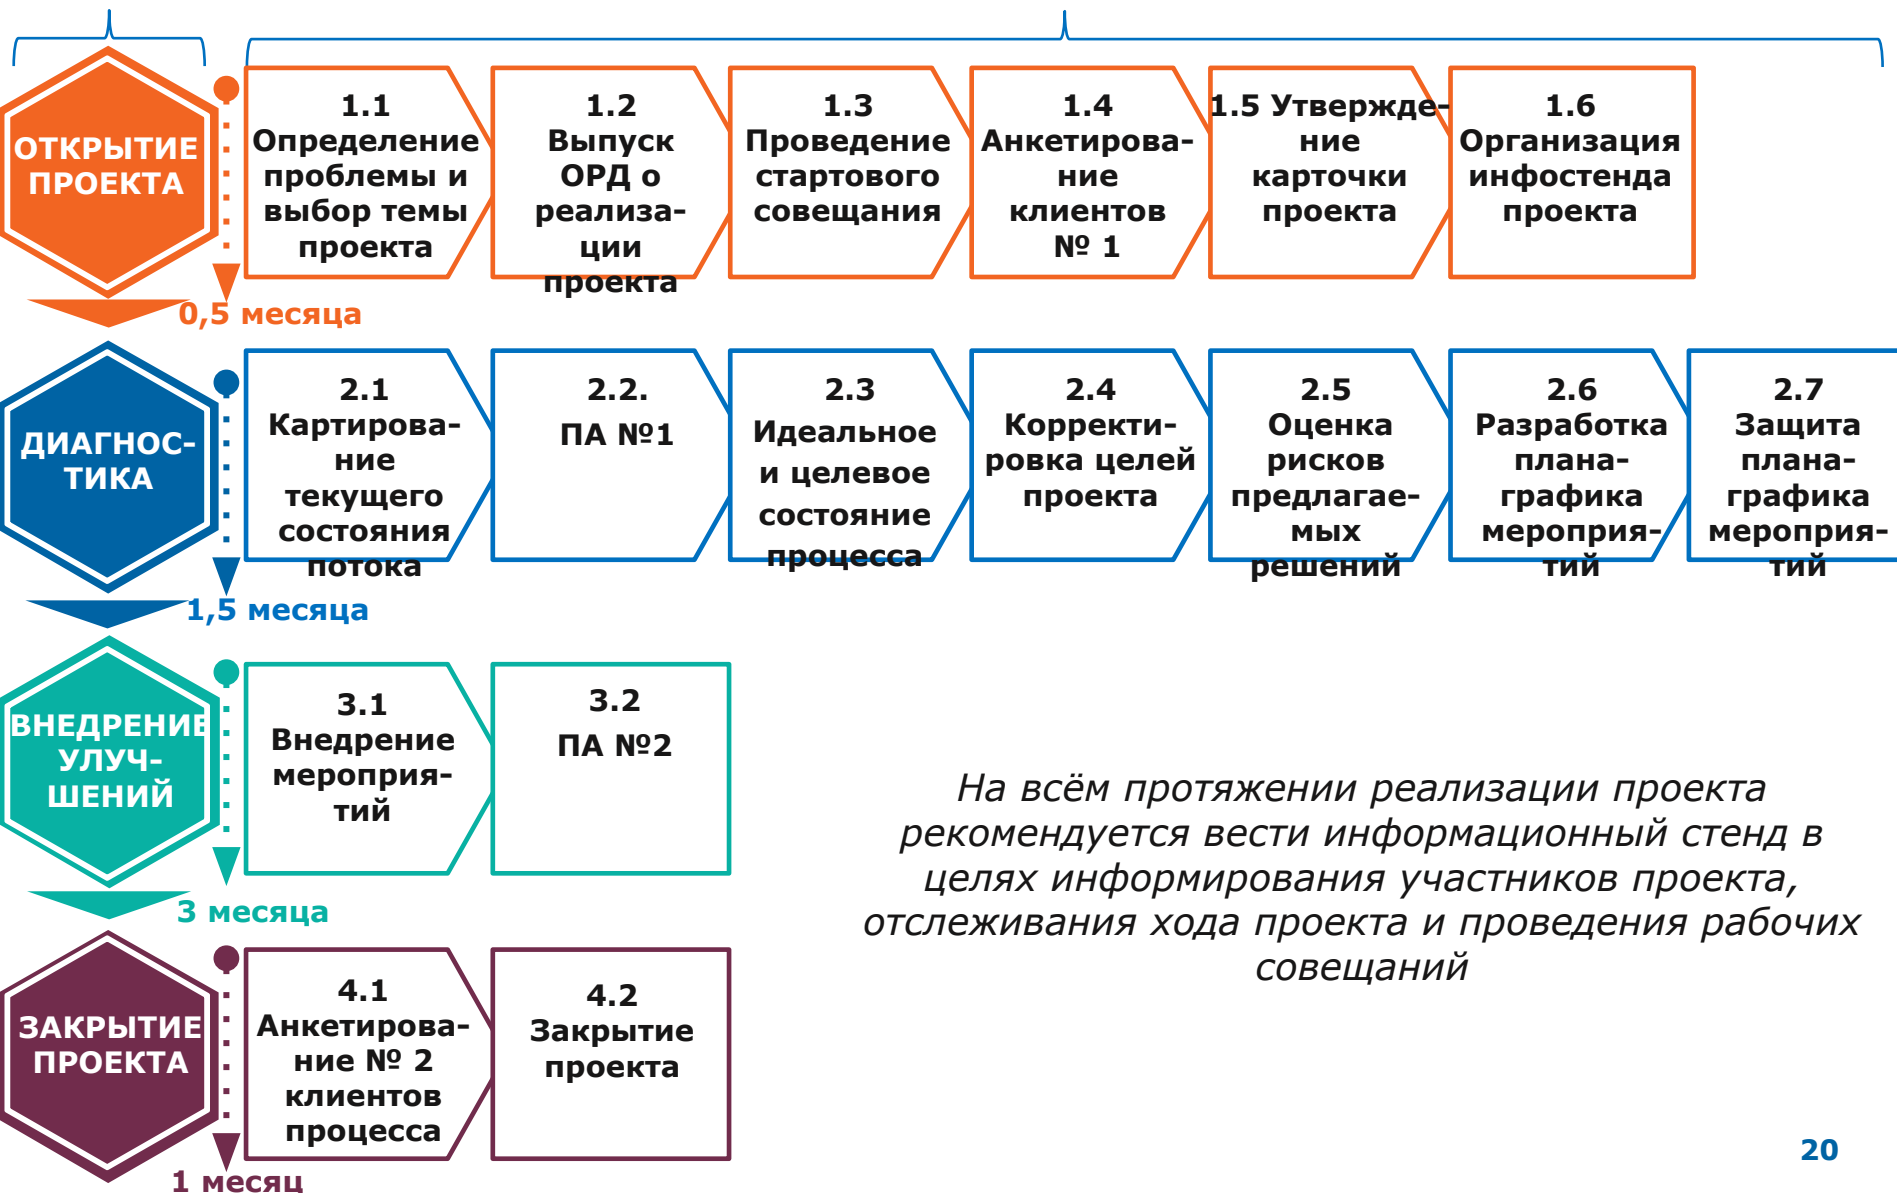 ОТКРЫТИЕ
ПРОЕКТА
0,5 месяца
1.1
Определение
проблемы и
выбор темы
проекта
1.2
Выпуск
ОРД о
реализа-
ции
проекта
1.3
Проведение
стартового
совещания
1.4
Анкетирова-
ние
клиентов
№ 1
1.5 Утвержде-
ние
карточки
проекта
1.6
Организация
инфостенда
проекта
ДИАГНОС-
ТИКА
1,5 месяца
2.1
Картирова-
ние
текущего
состояния
потока
2.2.
ПА №1
2.3
Идеальное
и целевое
состояние
процесса
2.4
Корректи-
ровка целей
проекта
2.5
Оценка
рисков
предлагае-
мых
решений
2.6
Разработка
плана-
графика
мероприя-
тий
2.7
Защита
плана-
графика
мероприя-
тий
ВНЕДРЕНИЕ
УЛУЧ-
ШЕНИЙ
3 месяца
3.1
Внедрение
мероприя-
тий
3.2
ПА №2
На всём протяжении реализации проекта
рекомендуется вести информационный стенд в
целях информирования участников проекта,
отслеживания хода проекта и проведения рабочих
совещаний
ЗАКРЫТИЕ
ПРОЕКТА
1 месяц
4.1
Анкетирова-
ние № 2
клиентов
процесса
4.2
Закрытие
проекта
20